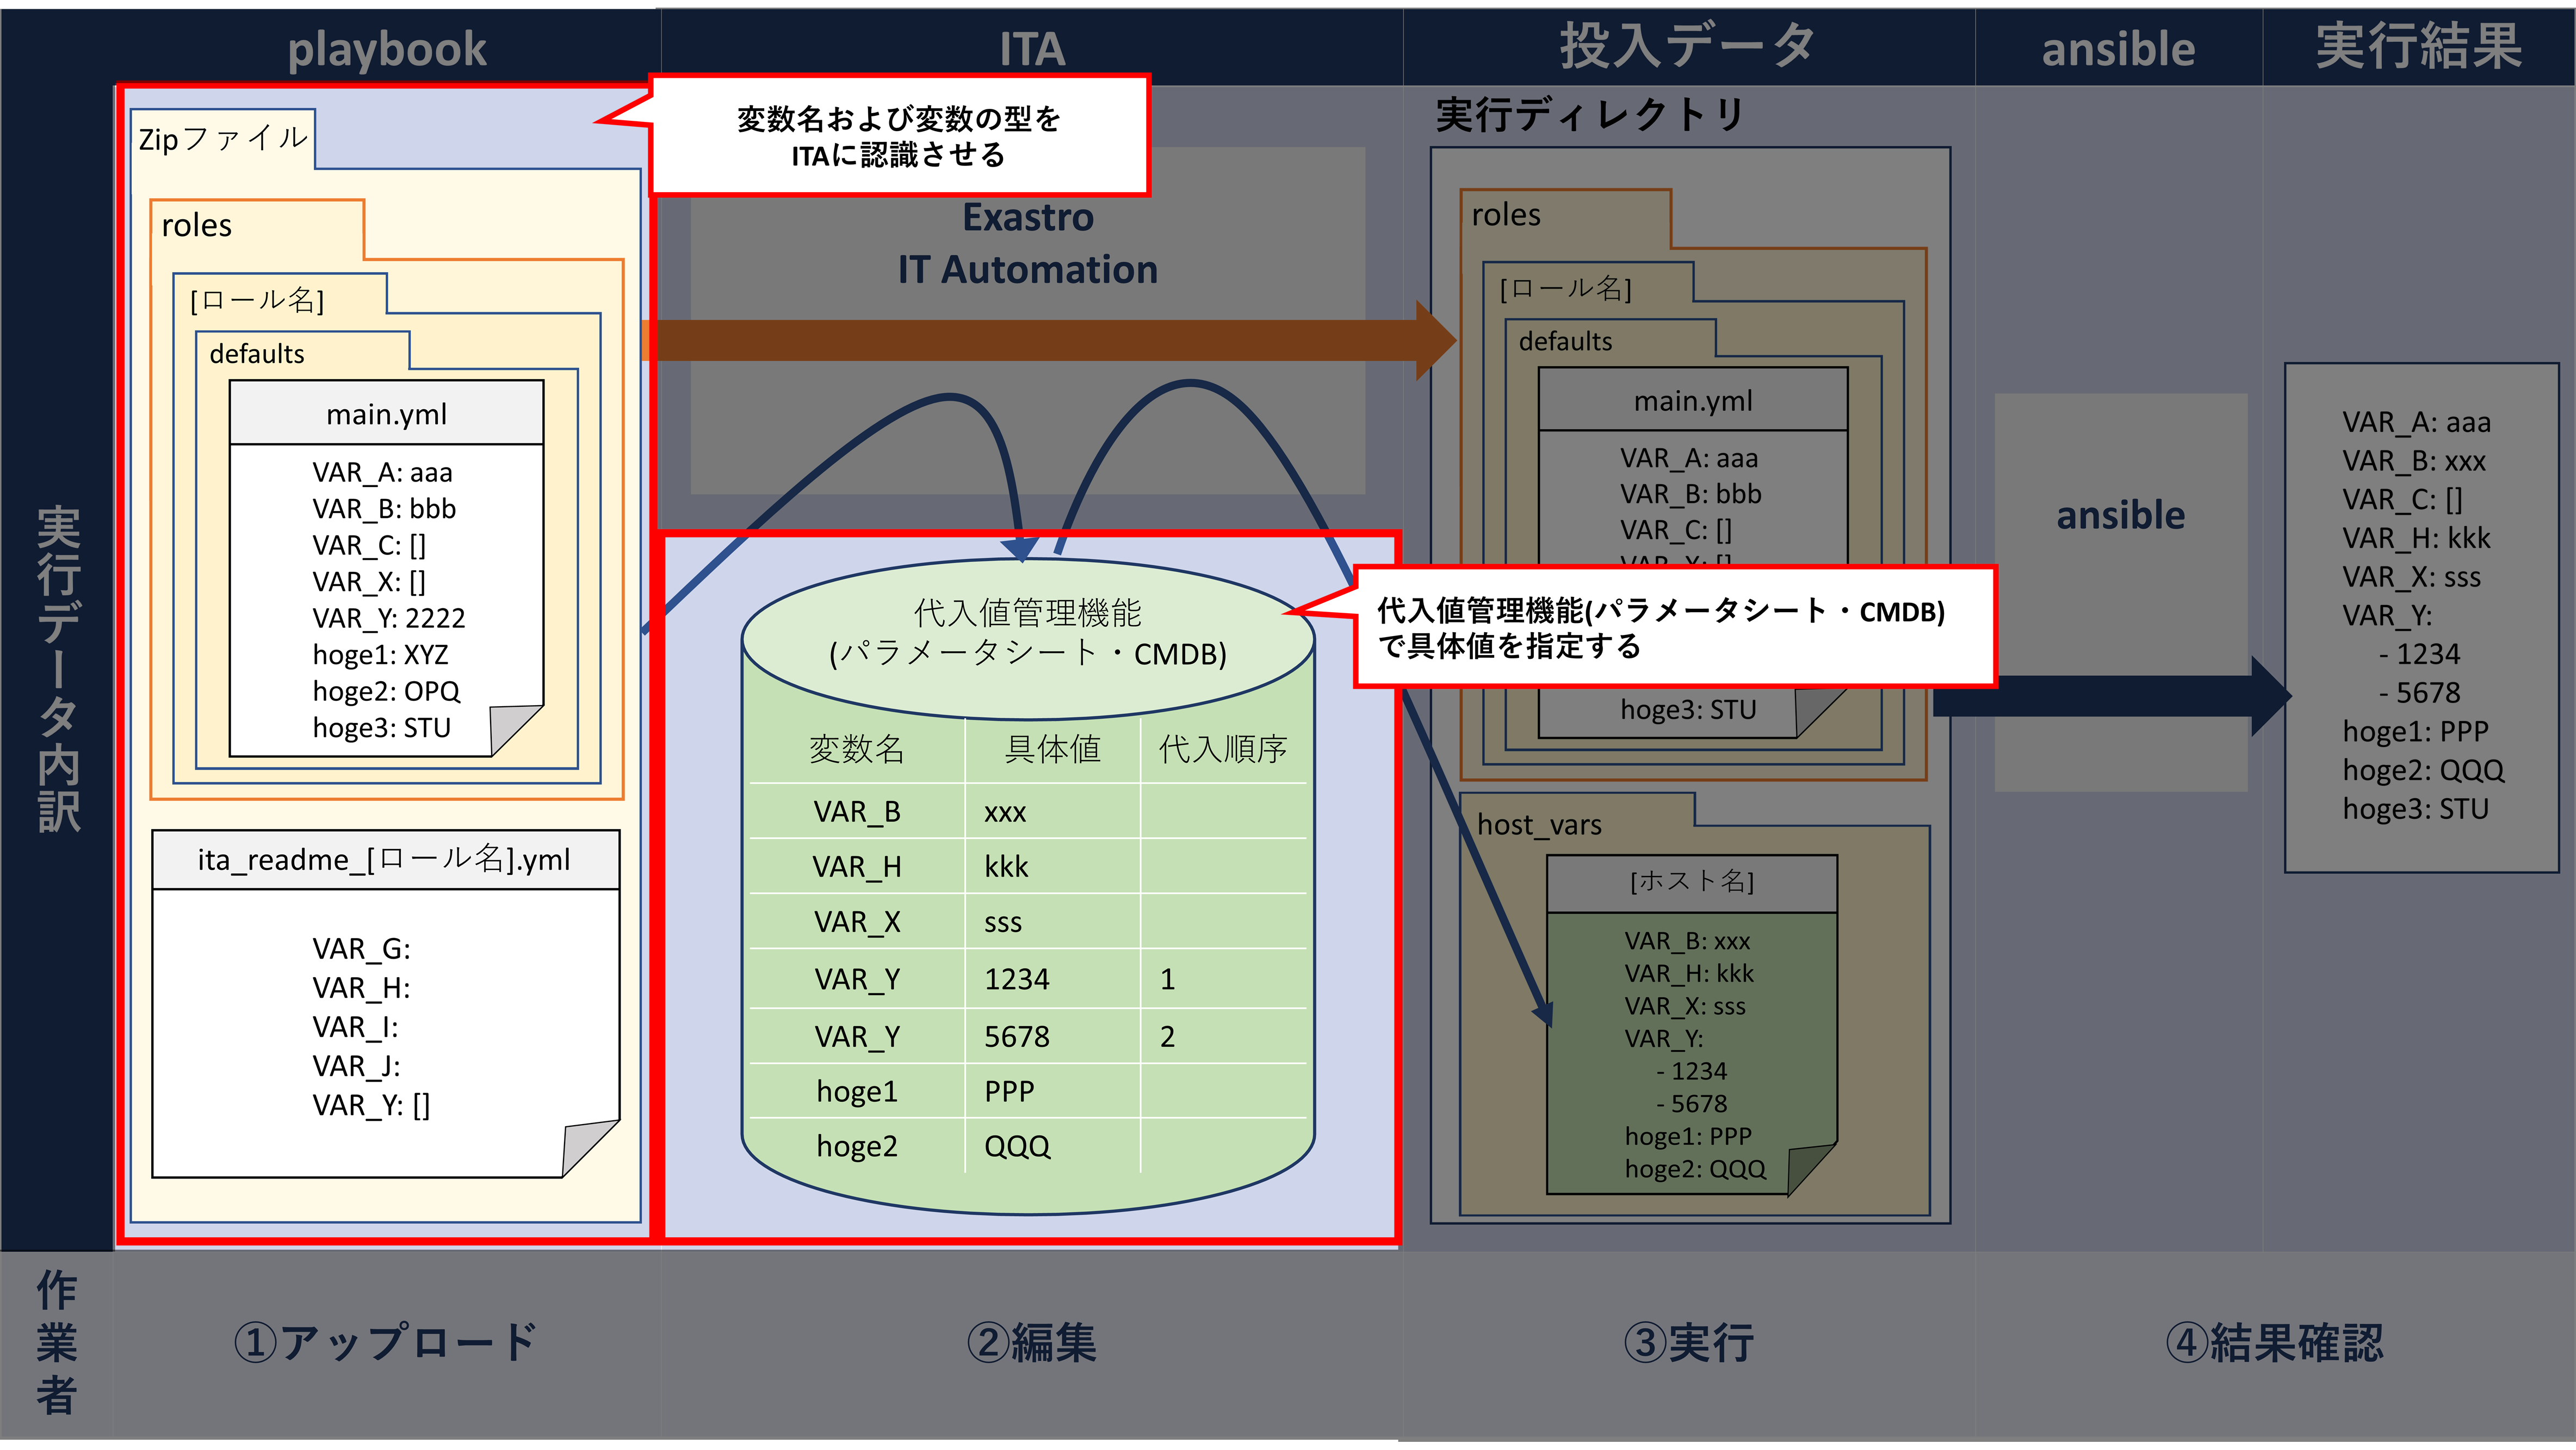 playbook
ITA
投入データ
ansible
実行結果
実行データ内訳
変数名および変数の型を
ITAに認識させる
Zipファイル
roles
[ロール名]
defaults
main.yml
VAR_A: aaa
VAR_B: bbb
VAR_C: []
VAR_X: []
VAR_Y: 2222
hoge1: XYZ
hoge2: OPQ
hoge3: STU
ita_readme_[ロール名].yml
VAR_G:
VAR_H:
VAR_I:
VAR_J:
VAR_Y: []
Exastro
IT Automation
代入値管理機能
(パラメータシート・CMDB)
変数名 具体値 代入順序
VAR_B xxx
VAR_H kkk
VAR_X sss
VAR_Y 1234 1
VAR_Y 5678 2
hoge1 PPP
hoge2 QQQ
代入値管理機能(パラメータシート・CMDB)
で具体値を指定する
実行ディレクトリ
roles
[ロール名]
defaults
main.yml
VAR_A: aaa
VAR_B: bbb
VAR_C: []
hoge3: STU
host_vars
[ホスト名]
VAR_B: xxx
VAR_H: kkk
VAR_X: sss
VAR_Y:
- 1234
- 5678
hoge1: PPP
hoge2: QQQ
ansible
VAR_A: aaa
VAR_B: xxx
VAR_C: []
VAR_H: kkk
VAR_X: sss
VAR_Y:
- 1234
- 5678
hoge1: PPP
hoge2: QQQ
hoge3: STU
作業者
①アップロード
②編集
③実行
④結果確認